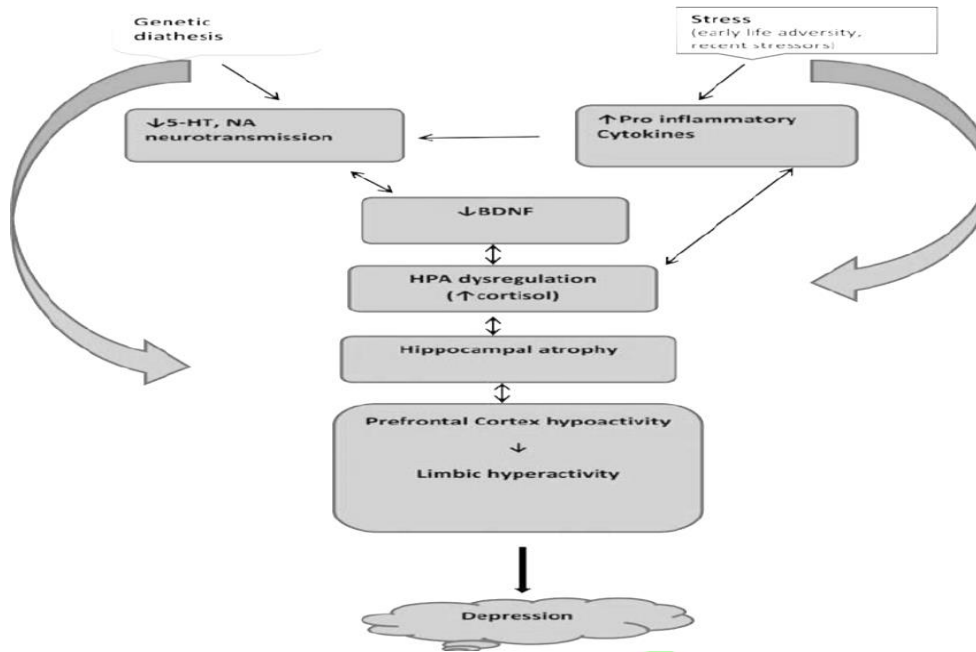 Genetic
diathesis
Stress
(early life adversity,
recent stressors)
↓5-HT, NA
neurotransmission
↑Pro inflammatory
Cytokines
↓BDNF
HPA dysregulation
(↑cortisol)
Hippocampal atrophy
Prefrontal Cortex hypoactivity
↓
Limbic hyperactivity
Depression